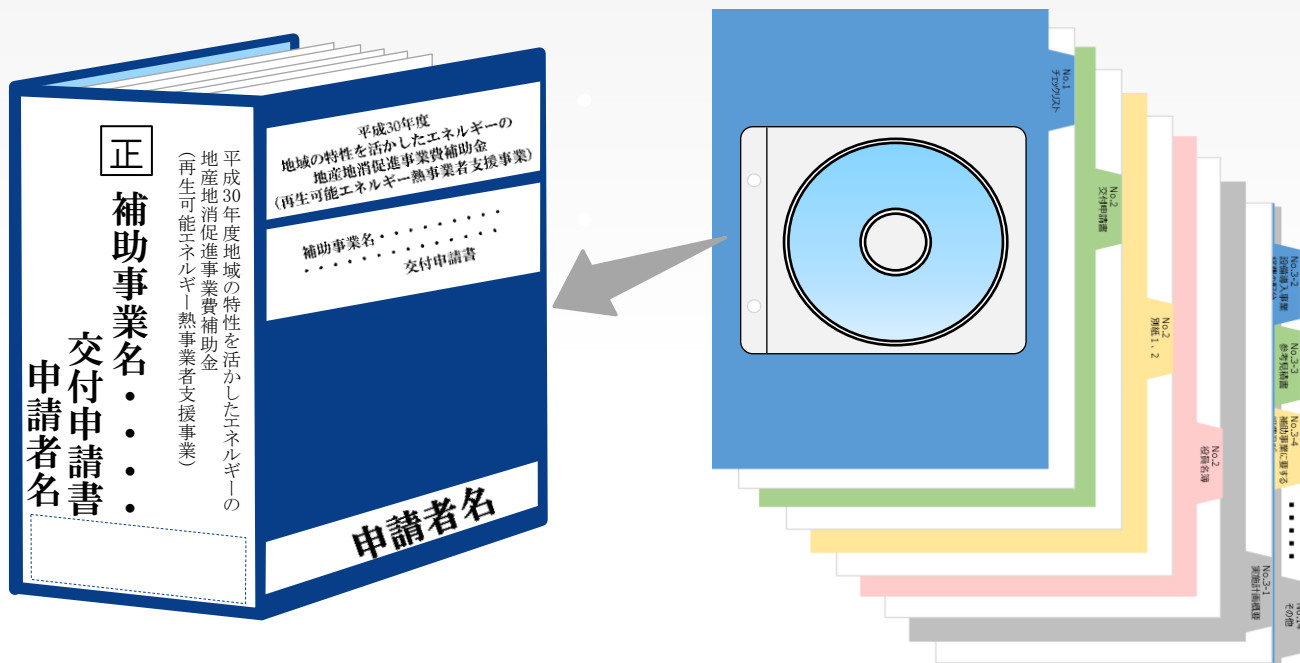 正
平成30年度地域の特性を活かしたエネルギーの
地産地消促進事業費補助金
(再生可能エネルギー熱事業者支援事業)
補助事業名・・・・
交付申請書
申請者名
平成30年度
地域の特性を活かしたエネルギーの
地産地消促進事業費補助金
(再生可能エネルギー熱事業者支援事業)
補助事業名・・・・・・・・・
・・・・・・・・・・
交付申請書
申請者名
No.1
チェックリスト
No.2
交付申請書
No.2
別紙1、2
No.2
役員名簿
No.3-1
実施計画概要
No.3-2
設備導入事業
No.3-3
参考見積書
No.3-4
補助事業に要する
・・・・・
その他